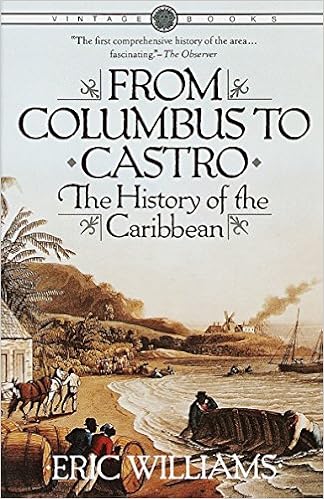 VINTAGE BOOKS
"The first comprehensive history of the area...
fascinating."–The Observer
FROM
COLUMBUS TO
CASTRO
The History of the
Caribbean
ERIC WILLIAMS